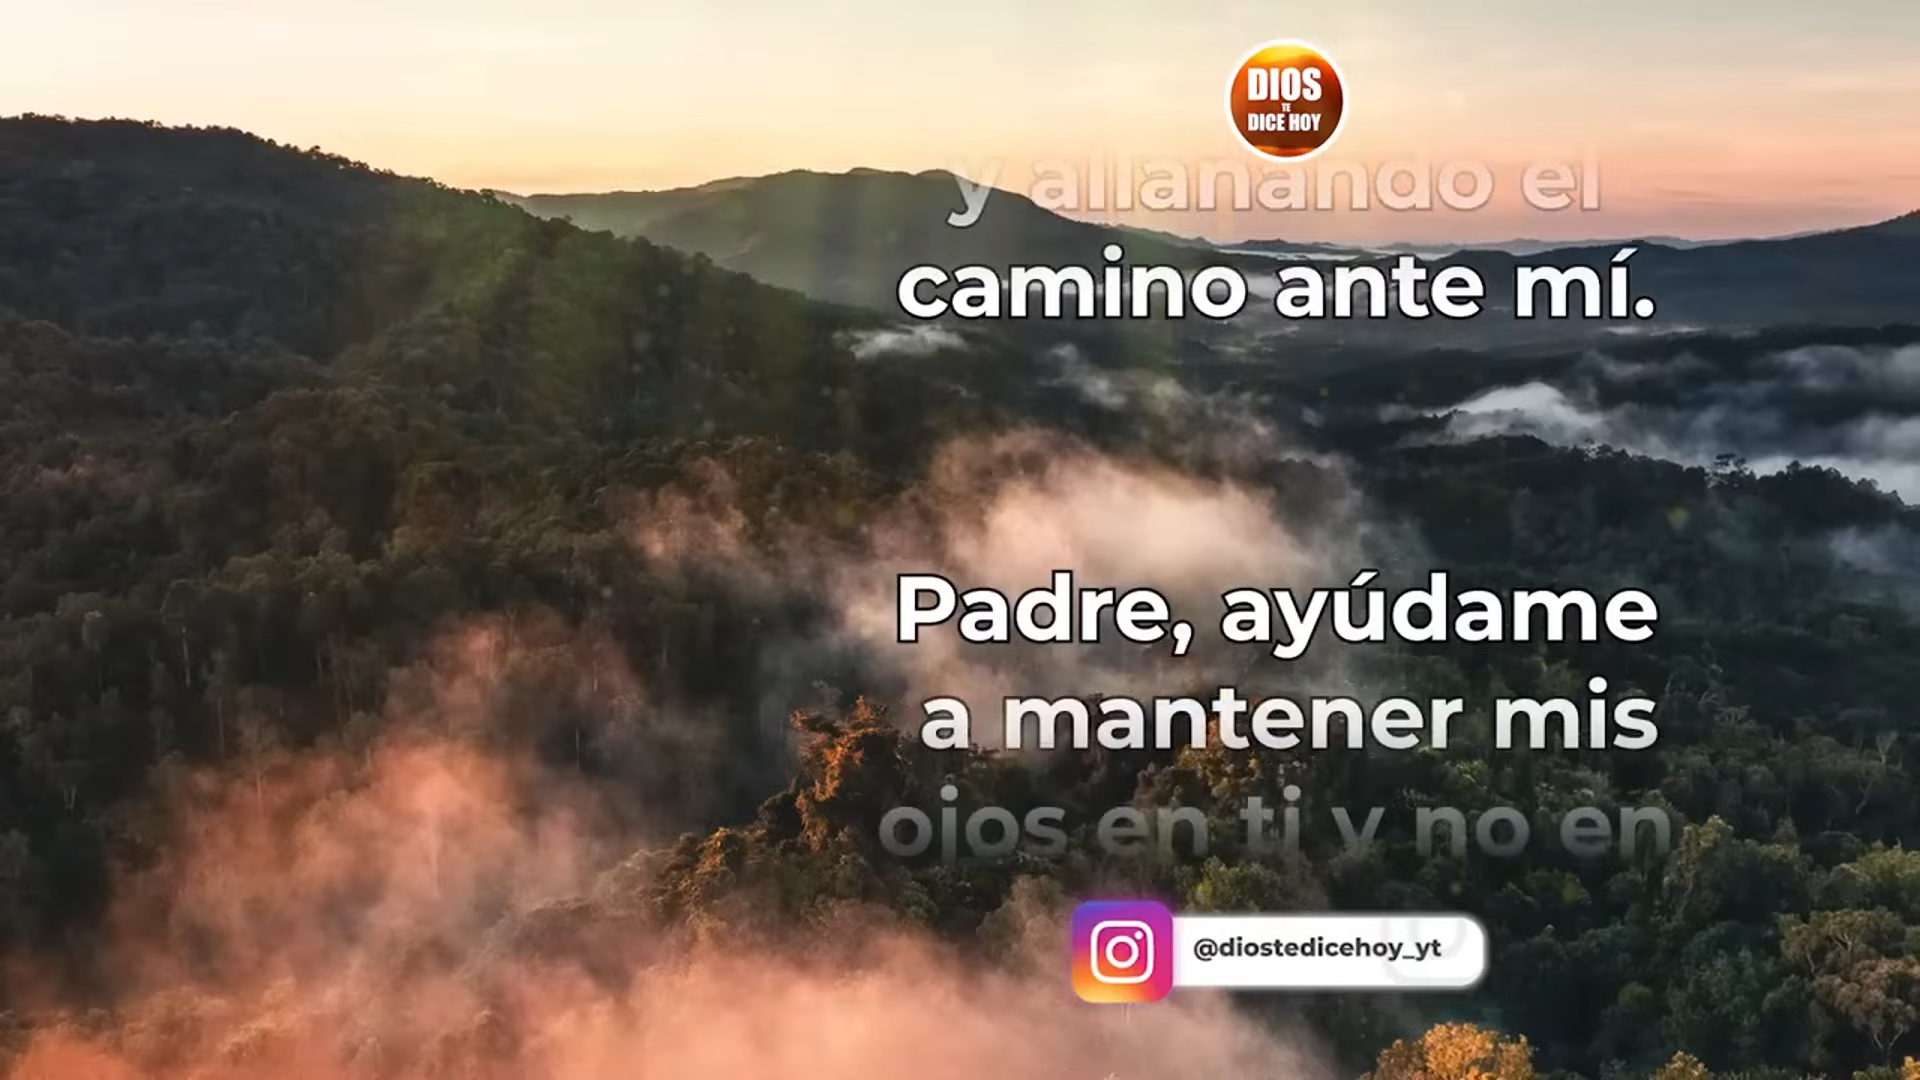 DIOS
TE
DICE HOY
y allanando el
camino ante mí.
Padre, ayúdame
a mantener mis
ojos en ti y no en
@diostedicehoy_yt